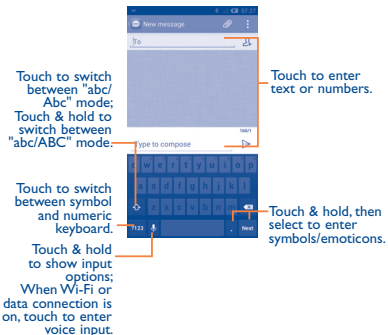 07:27
New message
To
160/1
Type to compose
q w e r t y u i o p
a s d f g h j k l
z x c v b n m
?123 . Next
Touch to switch
between "abc/
Abc" mode;
Touch & hold to
switch between
"abc/ABC" mode.
Touch to switch
between symbol
and numeric
keyboard.
Touch & hold
to show input
options;
When Wi-Fi or
data connection is
on, touch to enter
voice input.
Touch to enter
text or numbers.
Touch & hold, then
select to enter
symbols/emoticons.